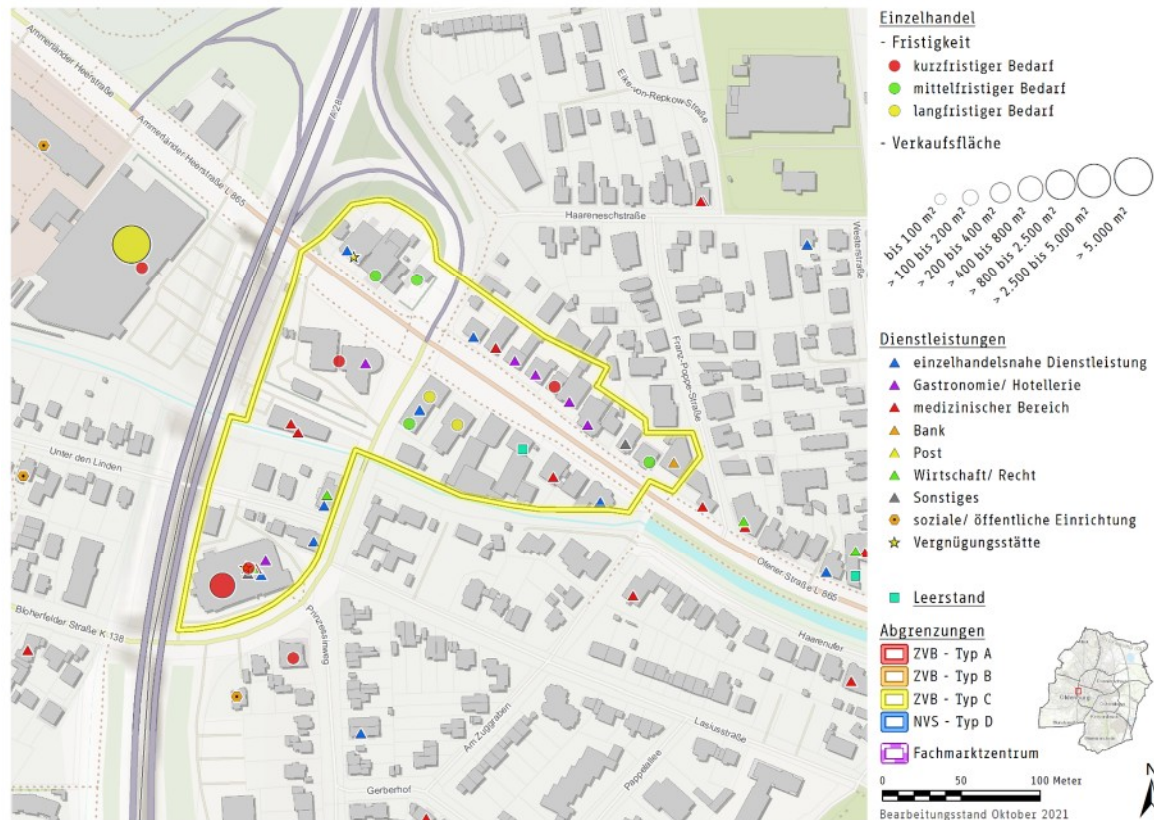 Ammerländer Heerstraße
(A 28)
Ammerländer Heerstraße L 865
Eike-von-Repkow-Straße
Haareneschstraße
Westerstraße
Franz-Poppe-Straße
Unter den Linden
Ofener Straße L 865
Bloherfelder Straße K 138
Prinzessinweg
Haarenufer
Am Zuggraben
Lasiusstraße
Pappelallee
Gerberhof
Einzelhandel
- Fristigkeit
kurzfristiger Bedarf
mittelfristiger Bedarf
langfristiger Bedarf
- Verkaufsfläche
bis 100 m²
> 100 bis 200 m²
> 200 bis 400 m²
> 400 bis 800 m²
> 800 bis 2.500 m²
> 2.500 bis 5.000 m²
> 5.000 m²
Dienstleistungen
einzelhandelsnahe Dienstleistung
Gastronomie/ Hotellerie
medizinischer Bereich
Bank
Post
Wirtschaft/ Recht
Sonstiges
soziale/ öffentliche Einrichtung
Vergnügungsstätte
Leerstand
Abgrenzungen
ZVB - Typ A
ZVB - Typ B
ZVB - Typ C
NVS - Typ D
Fachmarktzentrum
0 50 100 Meter
N
Bearbeitungsstand Oktober 2021